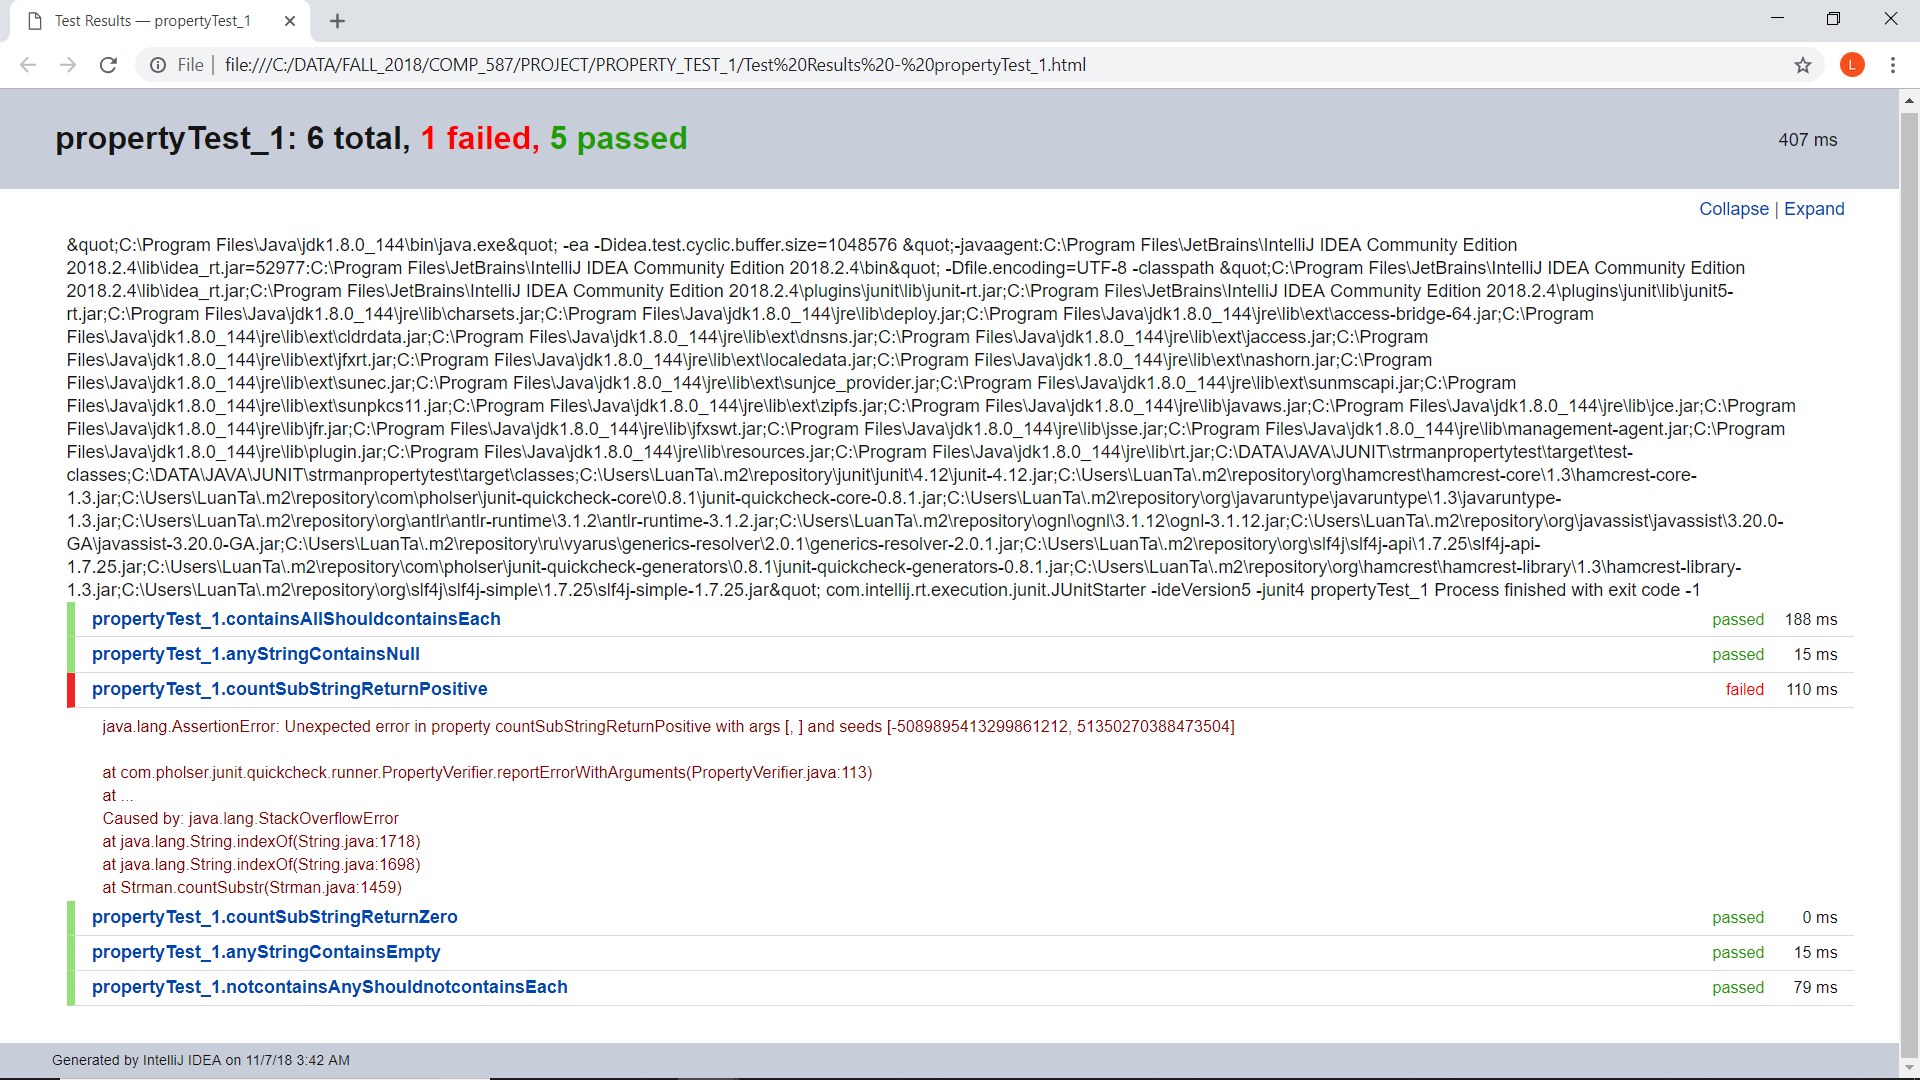 Test Results — propertyTest_1
File | file:///C:/DATA/FALL_2018/COMP_587/PROJECT/PROPERTY_TEST_1/Test%20Results%20-%20propertyTest_1.html
L
propertyTest_1: 6 total, 1 failed, 5 passed
407 ms
Collapse | Expand
&quot;C:\Program Files\Java\jdk1.8.0_144\bin\java.exe&quot; -ea -Didea.test.cyclic.buffer.size=1048576 &quot;-javaagent:C:\Program Files\JetBrains\IntelliJ IDEA Community Edition
2018.2.4\lib\idea_rt.jar=52977:C:\Program Files\JetBrains\IntelliJ IDEA Community Edition 2018.2.4\bin&quot; -Dfile.encoding=UTF-8 -classpath &quot;C:\Program Files\JetBrains\IntelliJ IDEA Community Edition
2018.2.4\lib\idea_rt.jar;C:\Program Files\JetBrains\IntelliJ IDEA Community Edition 2018.2.4\plugins\junit\lib\junit-rt.jar;C:\Program Files\JetBrains\IntelliJ IDEA Community Edition 2018.2.4\plugins\junit\lib\junit5-
rt.jar;C:\Program Files\Java\jdk1.8.0_144\jre\lib\charsets.jar;C:\Program Files\Java\jdk1.8.0_144\jre\lib\deploy.jar;C:\Program Files\Java\jdk1.8.0_144\jre\lib\ext\access-bridge-64.jar;C:\Program
Files\Java\jdk1.8.0_144\jre\lib\ext\cldrdata.jar;C:\Program Files\Java\jdk1.8.0_144\jre\lib\ext\dnsns.jar;C:\Program Files\Java\jdk1.8.0_144\jre\lib\ext\jaccess.jar;C:\Program
Files\Java\jdk1.8.0_144\jre\lib\ext\jfxrt.jar;C:\Program Files\Java\jdk1.8.0_144\jre\lib\ext\localedata.jar;C:\Program Files\Java\jdk1.8.0_144\jre\lib\ext\nashorn.jar;C:\Program
Files\Java\jdk1.8.0_144\jre\lib\ext\sunec.jar;C:\Program Files\Java\jdk1.8.0_144\jre\lib\ext\sunjce_provider.jar;C:\Program Files\Java\jdk1.8.0_144\jre\lib\ext\sunmscapi.jar;C:\Program
Files\Java\jdk1.8.0_144\jre\lib\ext\sunpkcs11.jar;C:\Program Files\Java\jdk1.8.0_144\jre\lib\ext\zipfs.jar;C:\Program Files\Java\jdk1.8.0_144\jre\lib\javaws.jar;C:\Program Files\Java\jdk1.8.0_144\jre\lib\jce.jar;C:\Program
Files\Java\jdk1.8.0_144\jre\lib\jfr.jar;C:\Program Files\Java\jdk1.8.0_144\jre\lib\jfxswt.jar;C:\Program Files\Java\jdk1.8.0_144\jre\lib\jsse.jar;C:\Program Files\Java\jdk1.8.0_144\jre\lib\management-agent.jar;C:\Program
Files\Java\jdk1.8.0_144\jre\lib\plugin.jar;C:\Program Files\Java\jdk1.8.0_144\jre\lib\resources.jar;C:\Program Files\Java\jdk1.8.0_144\jre\lib\rt.jar;C:\DATA\JAVA\JUNIT\strmanpropertytest\target\test-
classes;C:\DATA\JAVA\JUNIT\strmanpropertytest\target\classes;C:\Users\LuanTa\.m2\repository\junit\junit\4.12\junit-4.12.jar;C:\Users\LuanTa\.m2\repository\org\hamcrest\hamcrest-core\1.3\hamcrest-core-
1.3.jar;C:\Users\LuanTa\.m2\repository\com\pholser\junit-quickcheck-core\0.8.1\junit-quickcheck-core-0.8.1.jar;C:\Users\LuanTa\.m2\repository\org\javaruntype\javaruntype\1.3\javaruntype-
1.3.jar;C:\Users\LuanTa\.m2\repository\org\antlr\antlr-runtime\3.1.2\antlr-runtime-3.1.2.jar;C:\Users\LuanTa\.m2\repository\ognl\ognl\3.1.12\ognl-3.1.12.jar;C:\Users\LuanTa\.m2\repository\org\javassist\javassist\3.20.0-
GA\javassist-3.20.0-GA.jar;C:\Users\LuanTa\.m2\repository\ru\vyarus\generics-resolver\2.0.1\generics-resolver-2.0.1.jar;C:\Users\LuanTa\.m2\repository\org\slf4j\slf4j-api\1.7.25\slf4j-api-
1.7.25.jar;C:\Users\LuanTa\.m2\repository\com\pholser\junit-quickcheck-generators\0.8.1\junit-quickcheck-generators-0.8.1.jar;C:\Users\LuanTa\.m2\repository\org\hamcrest\hamcrest-library\1.3\hamcrest-library-
1.3.jar;C:\Users\LuanTa\.m2\repository\org\slf4j\slf4j-simple\1.7.25\slf4j-simple-1.7.25.jar&quot; com.intellij.rt.execution.junit.JUnitStarter -ideVersion5 -junit4 propertyTest_1 Process finished with exit code -1
propertyTest_1.containsAllShouldcontainsEach passed 188 ms
propertyTest_1.anyStringContainsNull passed 15 ms
propertyTest_1.countSubStringReturnPositive failed 110 ms
java.lang.AssertionError: Unexpected error in property countSubStringReturnPositive with args [, ] and seeds [-5089895413299861212, 51350270388473504]
at com.pholser.junit.quickcheck.runner.PropertyVerifier.reportErrorWithArguments(PropertyVerifier.java:113)
at ...
Caused by: java.lang.StackOverflowError
at java.lang.String.indexOf(String.java:1718)
at java.lang.String.indexOf(String.java:1698)
at Strman.countSubstr(Strman.java:1459)
propertyTest_1.countSubStringReturnZero passed 0 ms
propertyTest_1.anyStringContainsEmpty passed 15 ms
propertyTest_1.notcontainsAnyShouldnotcontainsEach passed 79 ms
Generated by IntelliJ IDEA on 11/7/18 3:42 AM